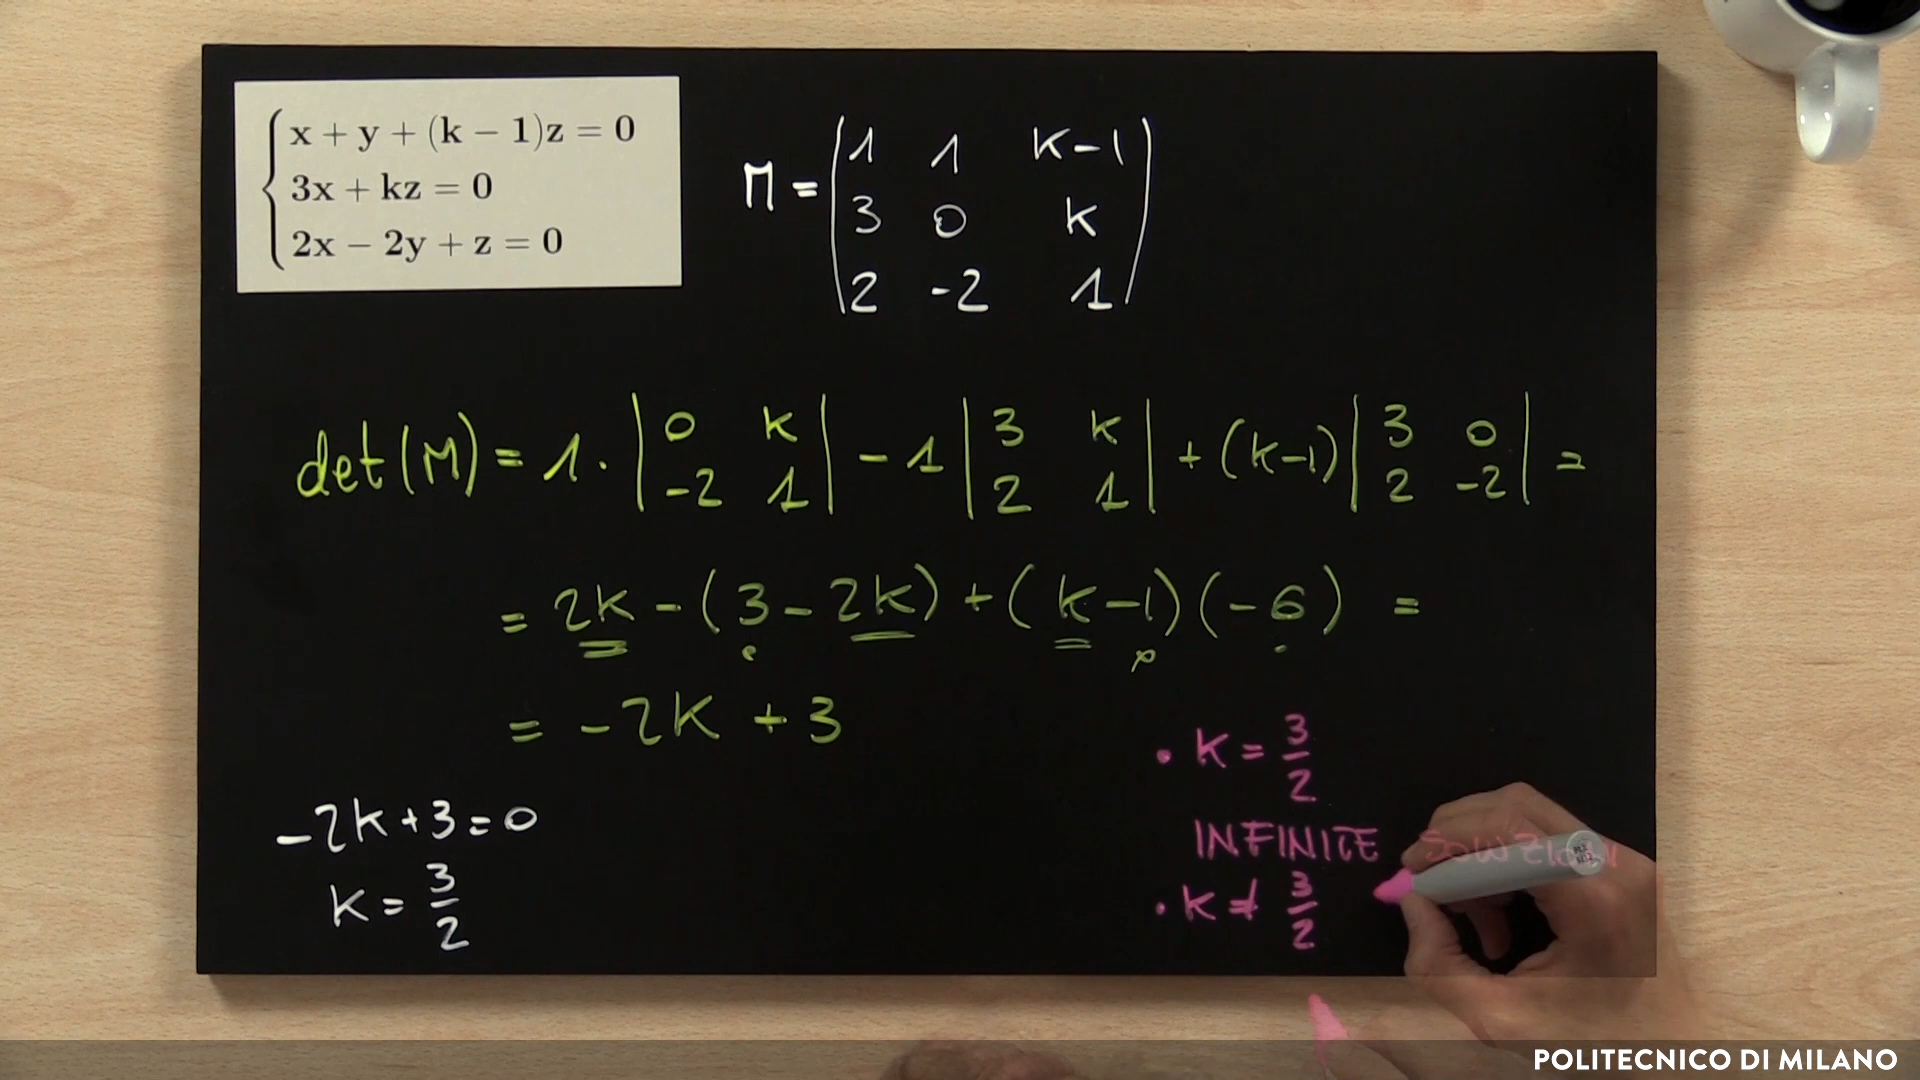 x + y + (k − 1)z = 0
3x + kz = 0
2x − 2y + z = 0
M = 1 1 k-1
3 0 k
2 -2 1
det(M) = 1 · | 0 k | - 1 | 3 k | + (k-1) | 3 0 | =
| -2 1 | | 2 1 | | 2 -2 |
= 2k - (3 - 2k) + (k-1)(-6) =
= -2k + 3
-2k + 3 = 0
k = 3/2
• k = 3/2
INFINITE SOLUZIONI
• k ≠ 3/2
POLITECNICO DI MILANO